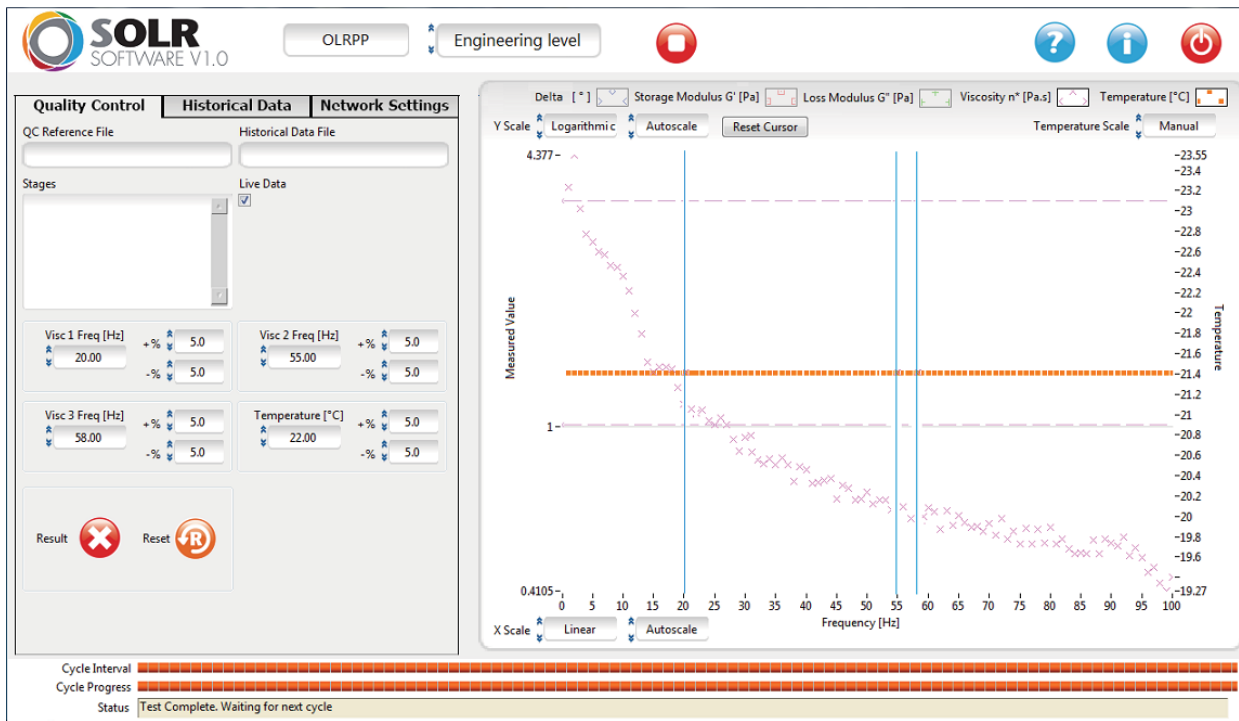 SOLR
SOFTWARE V1.0
OLRPP
Engineering level
?
i
Quality Control
Historical Data
Network Settings
QC Reference File
Historical Data File
Stages
Live Data
Visc 1 Freq [Hz]
20.00
+% 5.0
-% 5.0
Visc 2 Freq [Hz]
55.00
+% 5.0
-% 5.0
Visc 3 Freq [Hz]
58.00
+% 5.0
-% 5.0
Temperature [°C]
22.00
+% 5.0
-% 5.0
Result
Reset
R
Delta [°]
Storage Modulus G' [Pa]
Loss Modulus G" [Pa]
Viscosity n* [Pa.s]
Temperature [°C]
Y Scale
Logarithmic
Autoscale
Reset Cursor
Temperature Scale
Manual
4.377
1
0.4105
Measured Value
-23.55
-23.4
-23.2
-23
-22.8
-22.6
-22.4
-22.2
-22
-21.8
-21.6
-21.4
-21.2
-21
-20.8
-20.6
-20.4
-20.2
-20
-19.8
-19.6
-19.27
Temperature
0 5 10 15 20 25 30 35 40 45 50 55 60 65 70 75 80 85 90 95 100
Frequency [Hz]
X Scale
Linear
Autoscale
Cycle Interval
Cycle Progress
Status
Test Complete. Waiting for next cycle